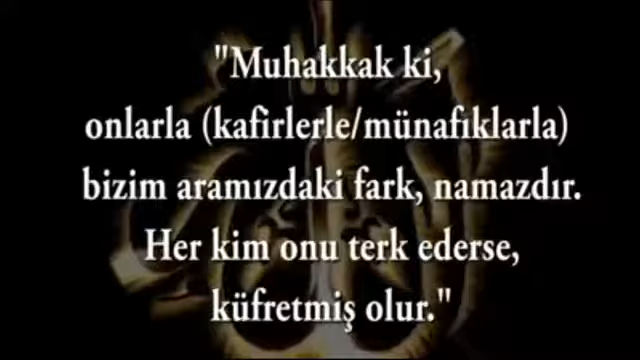 "Muhakkak ki,
onlarla (kafirlerle/münafıklarla)
bizim aramızdaki fark, namazdır.
Her kim onu terk ederse,
küfretmiş olur."